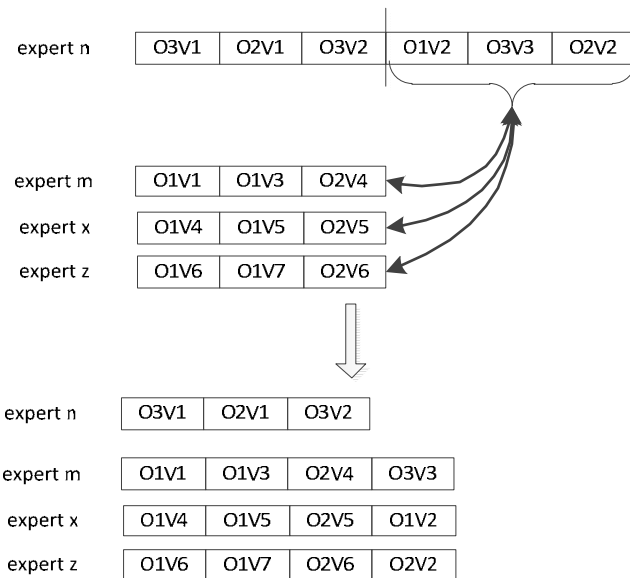 expert n O3V1 O2V1 O3V2 O1V2 O3V3 O2V2
expert m O1V1 O1V3 O2V4
expert x O1V4 O1V5 O2V5
expert z O1V6 O1V7 O2V6
expert n O3V1 O2V1 O3V2
expert m O1V1 O1V3 O2V4 O3V3
expert x O1V4 O1V5 O2V5 O1V2
expert z O1V6 O1V7 O2V6 O2V2